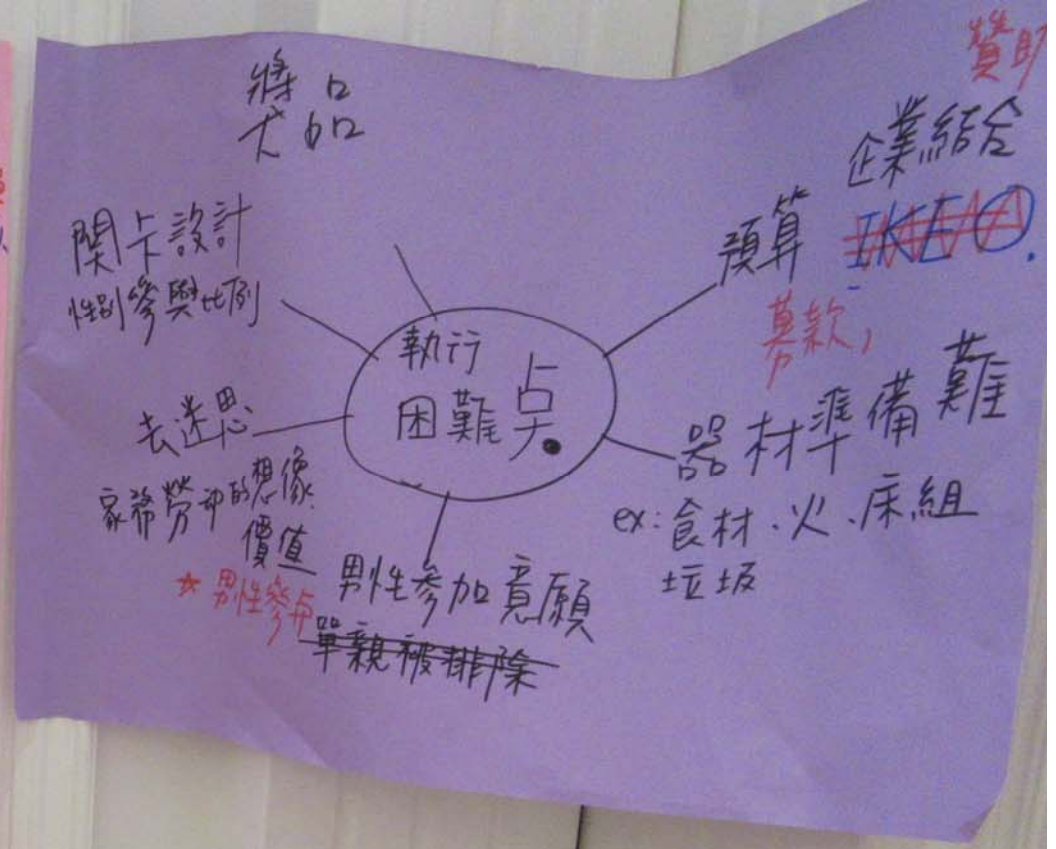 獎品
贊助
企業結合
預算
IKEA
募款,
關卡設計
性別參與比例
執行
困難点.
去迷思
家務勞动的想像.
價值
★男性參与
男性參加意願
單親被排除
器材準備難
ex:食材、火、床組
垃圾